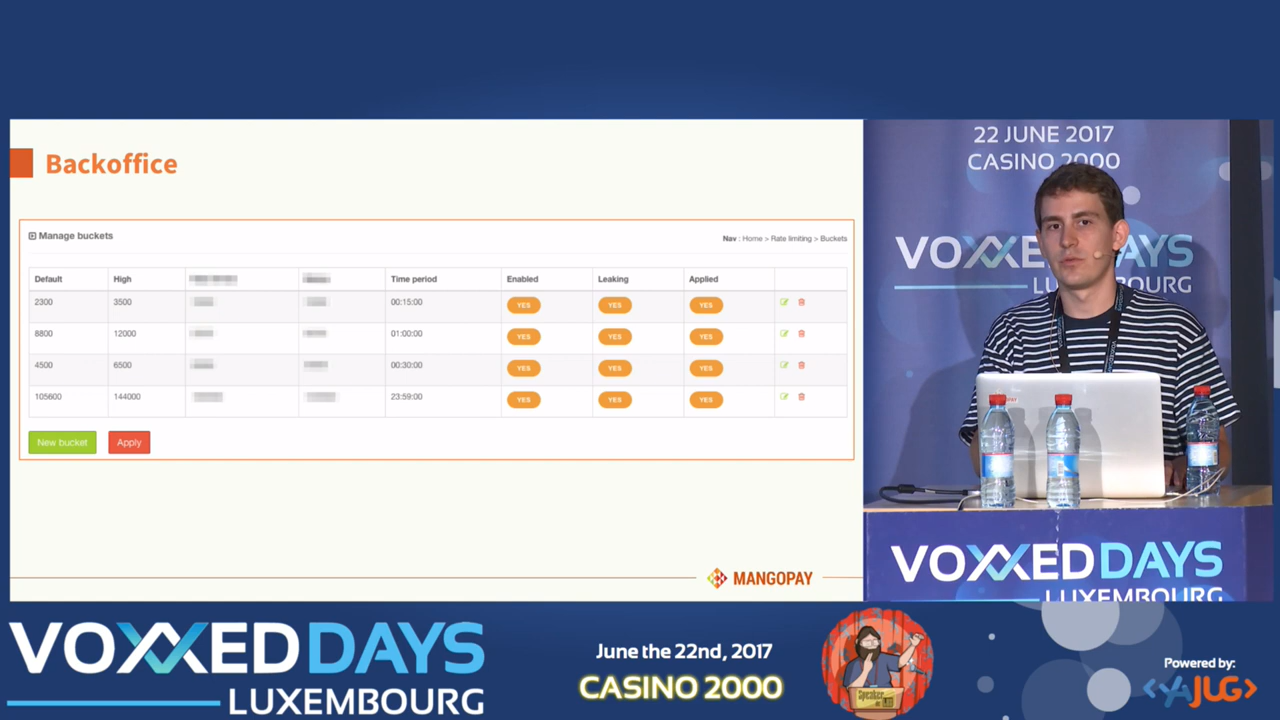 Backoffice
Manage buckets
Nav : Home > Rate limiting > Buckets
Default High Time period Enabled Leaking Applied
2300 3500 00:15:00 YES YES YES
8800 12000 01:00:00 YES YES YES
4500 6500 00:30:00 YES YES YES
105600 144000 23:59:00 YES YES YES
New bucket Apply
MANGOPAY
22 JUNE 2017
CASINO 2000
VOXXED DAYS
LUXEMBOURG
VOXXED DAYS
LUXEMBOURG
VOXXED DAYS
LUXEMBOURG
June the 22nd, 2017
CASINO 2000
Powered by:
<YAJUG>